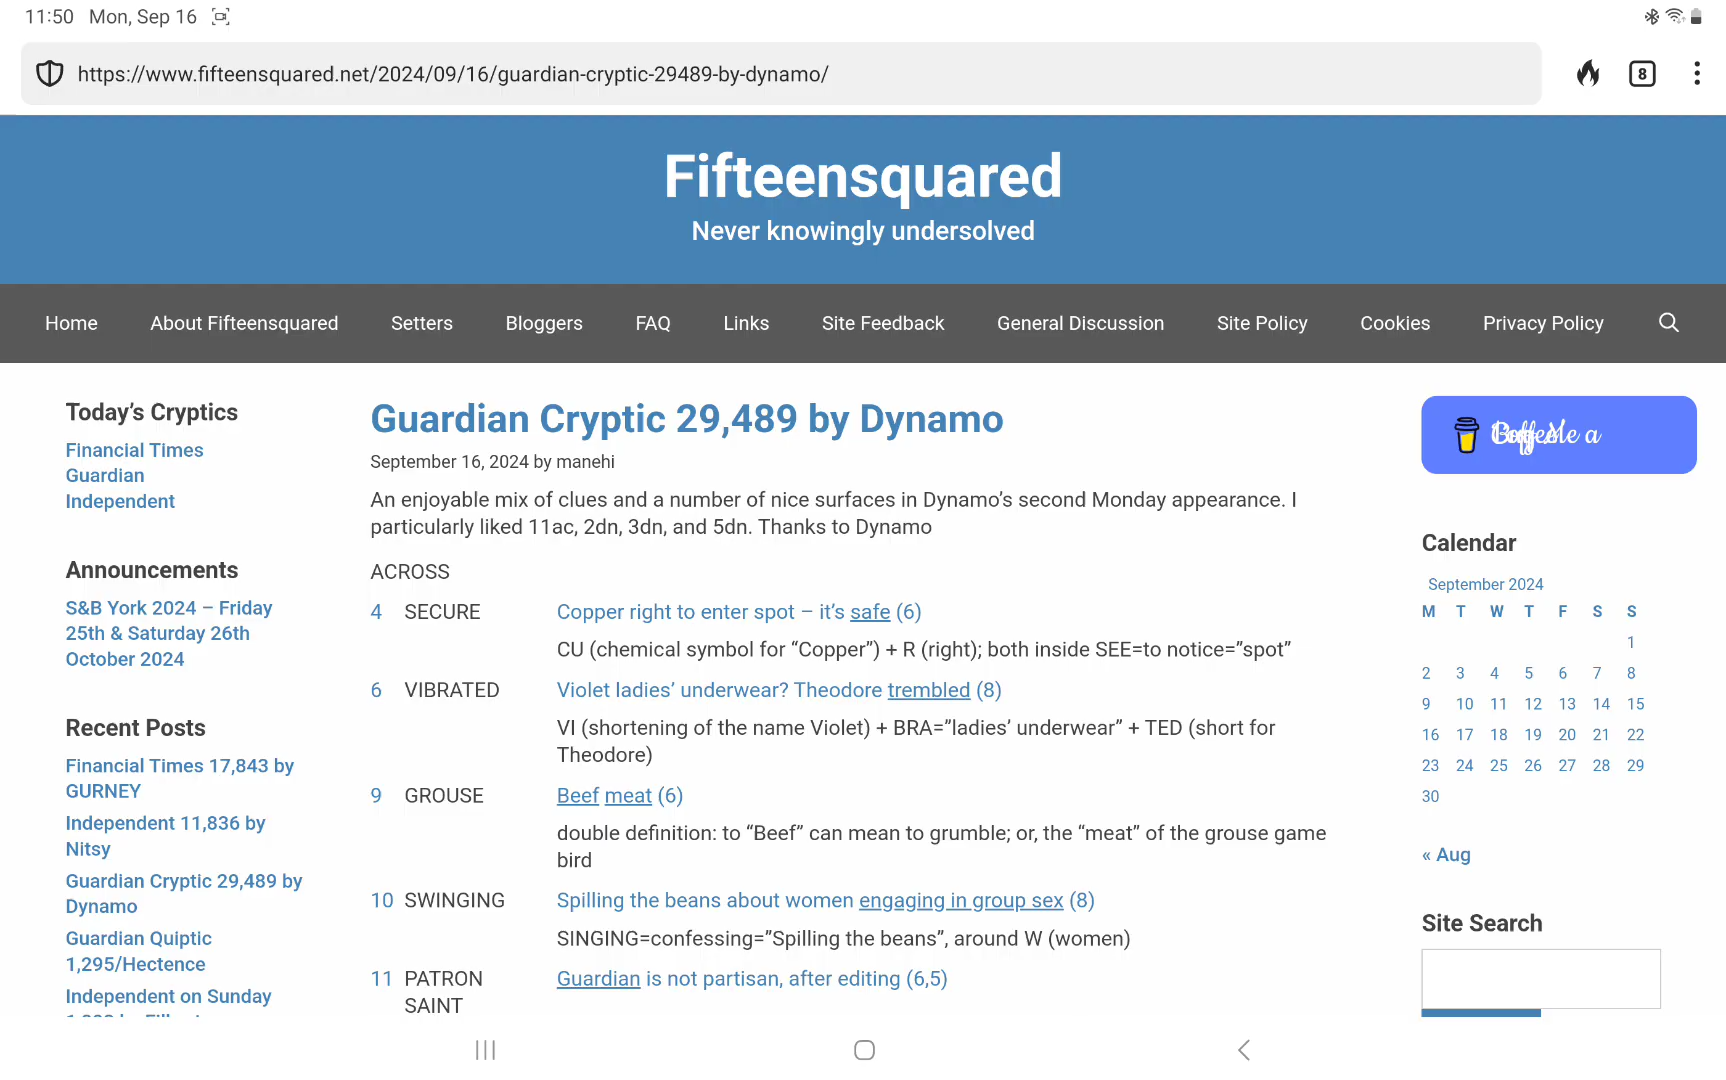 11:50 Mon, Sep 16
https://www.fifteensquared.net/2024/09/16/guardian-cryptic-29489-by-dynamo/
8
Fifteensquared
Never knowingly undersolved
Home About Fifteensquared Setters Bloggers FAQ Links Site Feedback General Discussion Site Policy Cookies Privacy Policy
Today’s Cryptics
Financial Times
Guardian
Independent
Announcements
S&B York 2024 – Friday
25th & Saturday 26th
October 2024
Recent Posts
Financial Times 17,843 by
GURNEY
Independent 11,836 by
Nitsy
Guardian Cryptic 29,489 by
Dynamo
Guardian Quiptic
1,295/Hectence
Independent on Sunday
Guardian Cryptic 29,489 by Dynamo
September 16, 2024 by manehi
An enjoyable mix of clues and a number of nice surfaces in Dynamo’s second Monday appearance. I
particularly liked 11ac, 2dn, 3dn, and 5dn. Thanks to Dynamo
ACROSS
4 SECURE Copper right to enter spot – it’s safe (6)
CU (chemical symbol for “Copper”) + R (right); both inside SEE=to notice=”spot”
6 VIBRATED Violet ladies’ underwear? Theodore trembled (8)
VI (shortening of the name Violet) + BRA=”ladies’ underwear” + TED (short for
Theodore)
9 GROUSE Beef meat (6)
double definition: to “Beef” can mean to grumble; or, the “meat” of the grouse game
bird
10 SWINGING Spilling the beans about women engaging in group sex (8)
SINGING=confessing=”Spilling the beans”, around W (women)
11 PATRON Guardian is not partisan, after editing (6,5)
SAINT
Calendar
September 2024
M T W T F S S
1
2 3 4 5 6 7 8
9 10 11 12 13 14 15
16 17 18 19 20 21 22
23 24 25 26 27 28 29
30
« Aug
Site Search